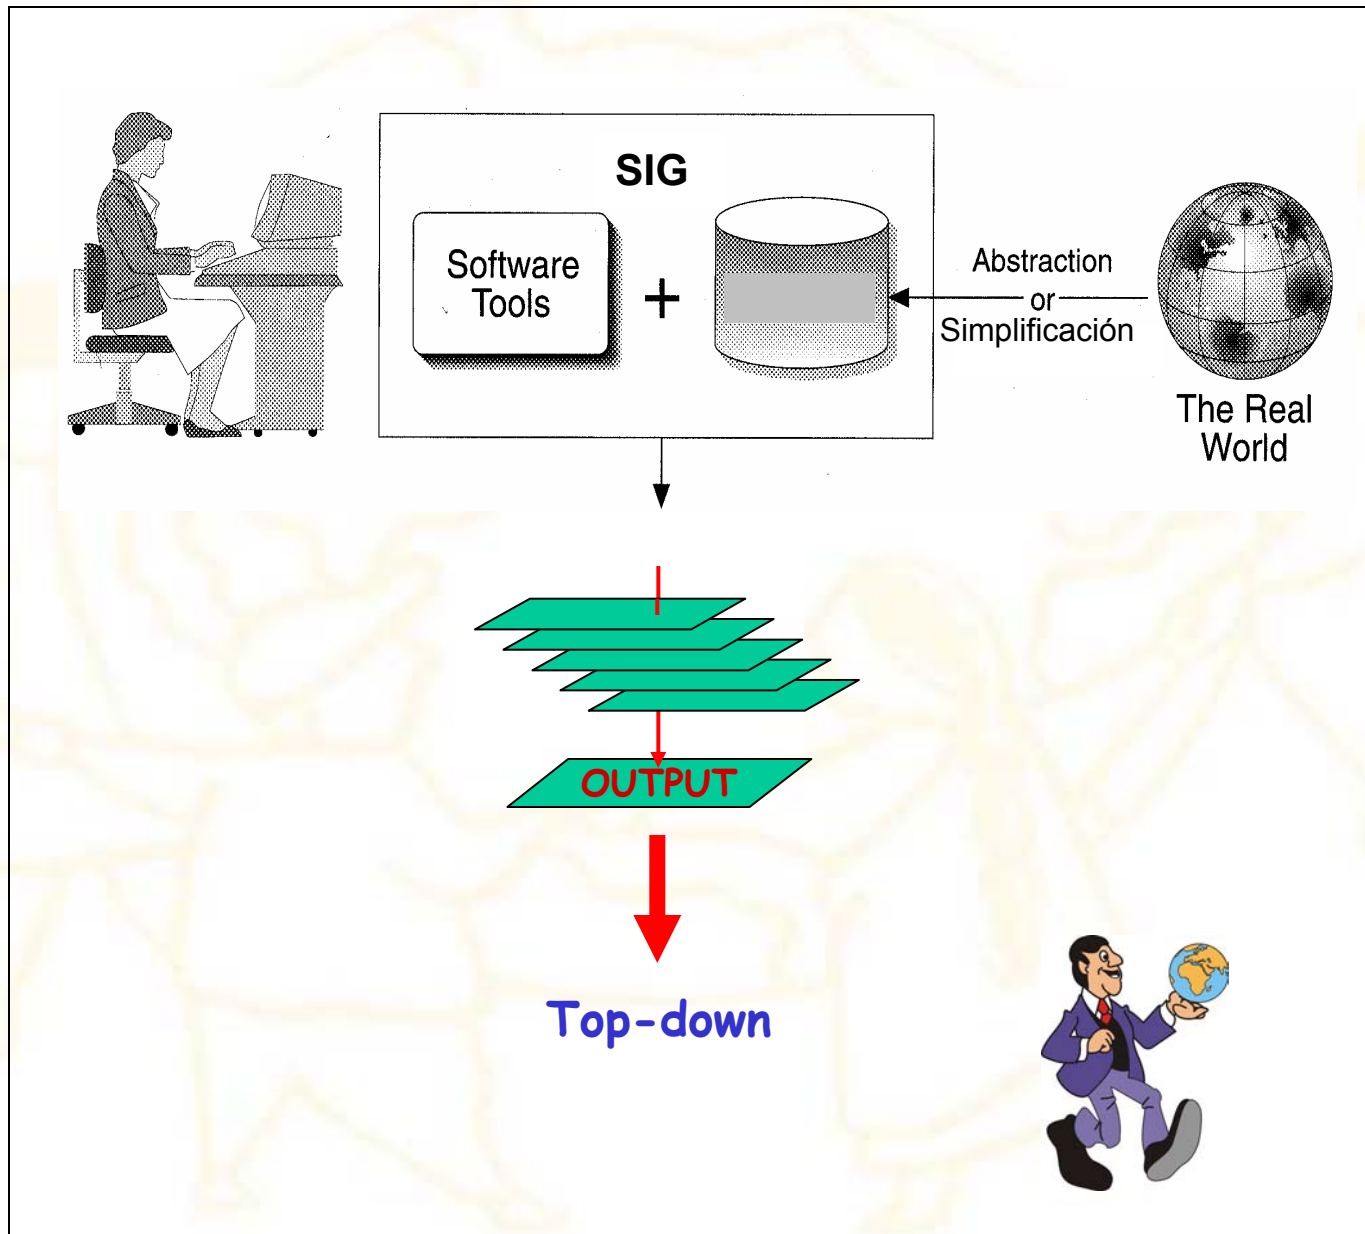 SIG
Software
Tools
+
Abstraction
or
Simplificación
The Real
World
OUTPUT
Top-down